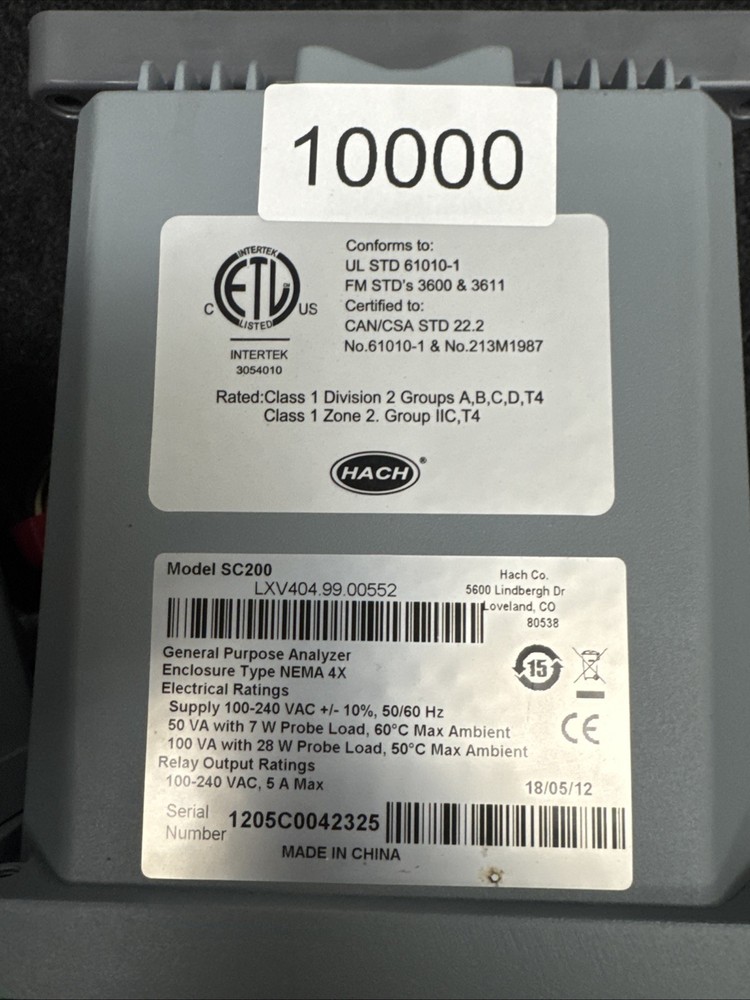 10000
INTERTEK
ETL
CM
LISTED
C US
INTERTEK
3054010
Conforms to:
UL STD 61010-1
FM STD's 3600 & 3611
Certified to:
CAN/CSA STD 22.2
No.61010-1 & No.213M1987
Rated:Class 1 Division 2 Groups A,B,C,D,T4
Class 1 Zone 2. Group IIC,T4
HACH®
Model SC200
LXV404.99.00552
Hach Co.
5600 Lindbergh Dr
Loveland, CO
80538
General Purpose Analyzer
Enclosure Type NEMA 4X
Electrical Ratings
Supply 100-240 VAC +/- 10%, 50/60 Hz
50 VA with 7 W Probe Load, 60°C Max Ambient
100 VA with 28 W Probe Load, 50°C Max Ambient
Relay Output Ratings
100-240 VAC, 5 A Max
15
CE
18/05/12
Serial
Number 1205C0042325
MADE IN CHINA